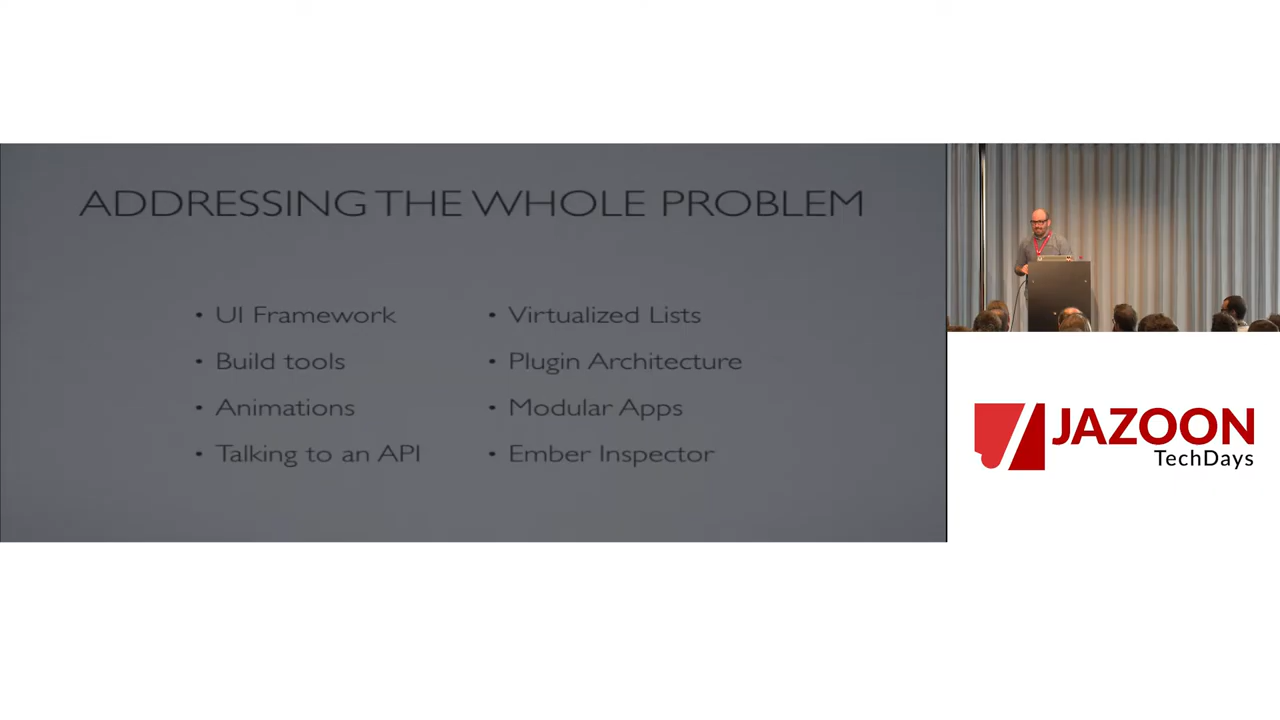 ADDRESSING THE WHOLE PROBLEM
• UI Framework
• Build tools
• Animations
• Talking to an API
• Virtualized Lists
• Plugin Architecture
• Modular Apps
• Ember Inspector
JAZOON
TechDays